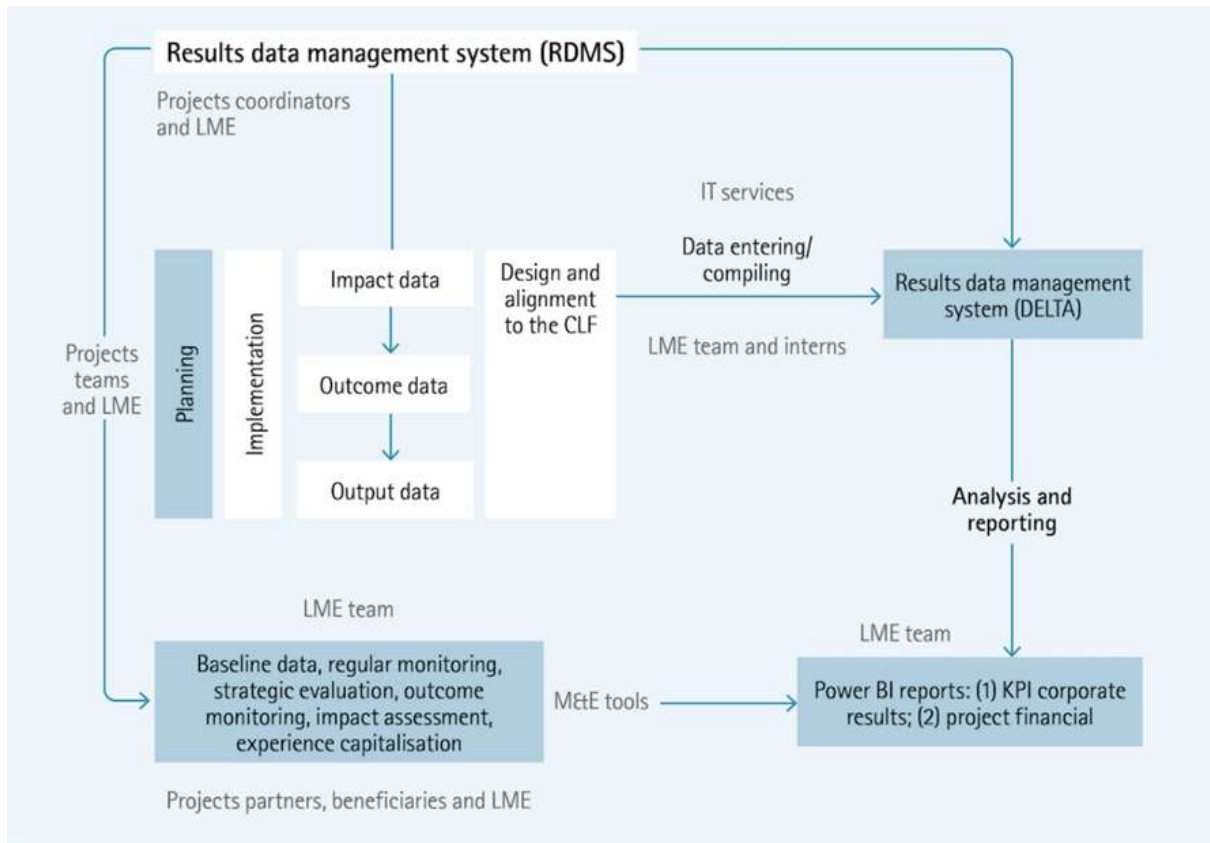 Results data management system (RDMS)
Projects coordinators
and LME
IT services
Data entering/
compiling
Planning
Implementation
Impact data
Outcome data
Output data
Design and
alignment
to the CLF
LME team and interns
Results data management
system (DELTA)
Projects
teams
and LME
Analysis and
reporting
LME team
Baseline data, regular monitoring,
strategic evaluation, outcome
monitoring, impact assessment,
experience capitalisation
M&E tools
LME team
Power BI reports: (1) KPI corporate
results; (2) project financial
Projects partners, beneficiaries and LME